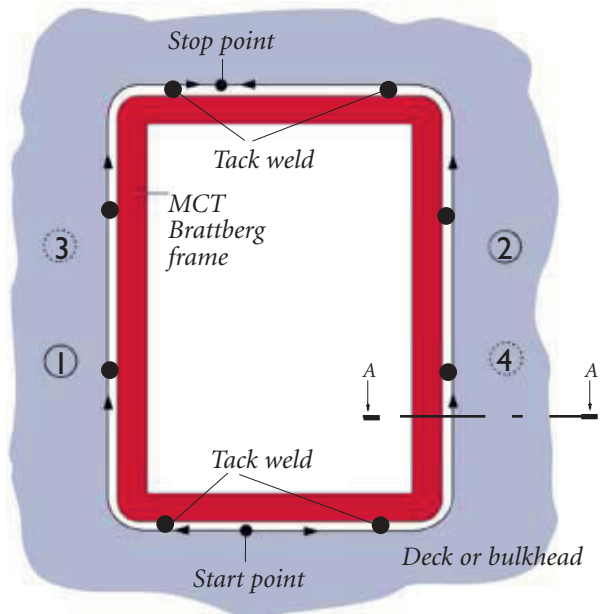 Stop point
Tack weld
MCT
Brattberg
frame
3
2
1
4
A
A
Tack weld
Deck or bulkhead
Start point